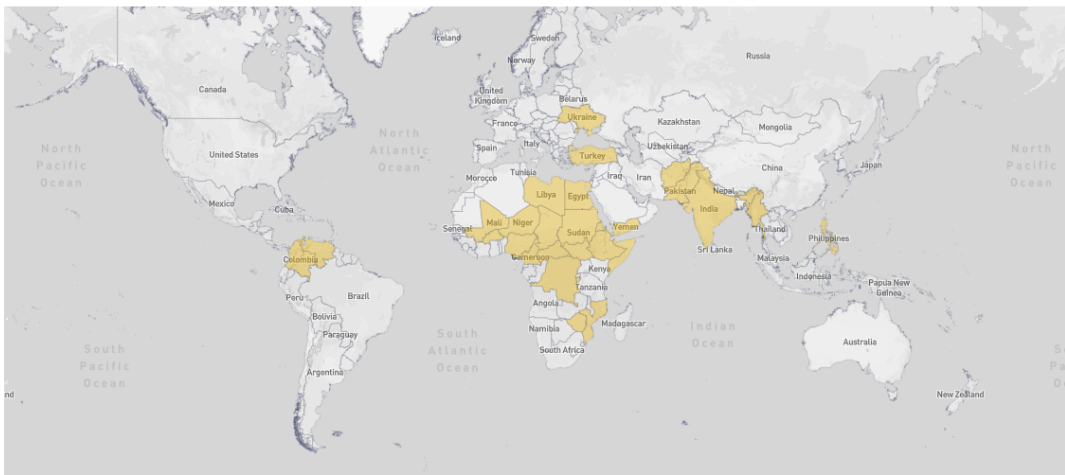 Iceland
Sweden
Norway
Russia
Canada
United
Kingdom
Belarus
Ukraine
France
Kazakhstan
Mongolia
North
Pacific
Ocean
United States
North
Atlantic
Ocean
Spain
Italy
Turkey
Uzbekistan
China
Japan
North
Pacific
Ocean
Morocco
Tunisia
Iraq
Iran
Pakistan
Nepal
Mexico
Cuba
Libya
Egypt
India
Senegal
Mali
Niger
Sudan
Yemen
Thailand
Philippines
Sri Lanka
Colombia
Cameroon
Kenya
Malaysia
Indonesia
Papua New
Guinea
Peru
Brazil
Tanzania
Angola
Bolivia
Paraguay
Namibia
Madagascar
Indian
Ocean
South
Atlantic
Ocean
South
Pacific
Ocean
South Africa
Australia
Argentina
New Zealand
nd